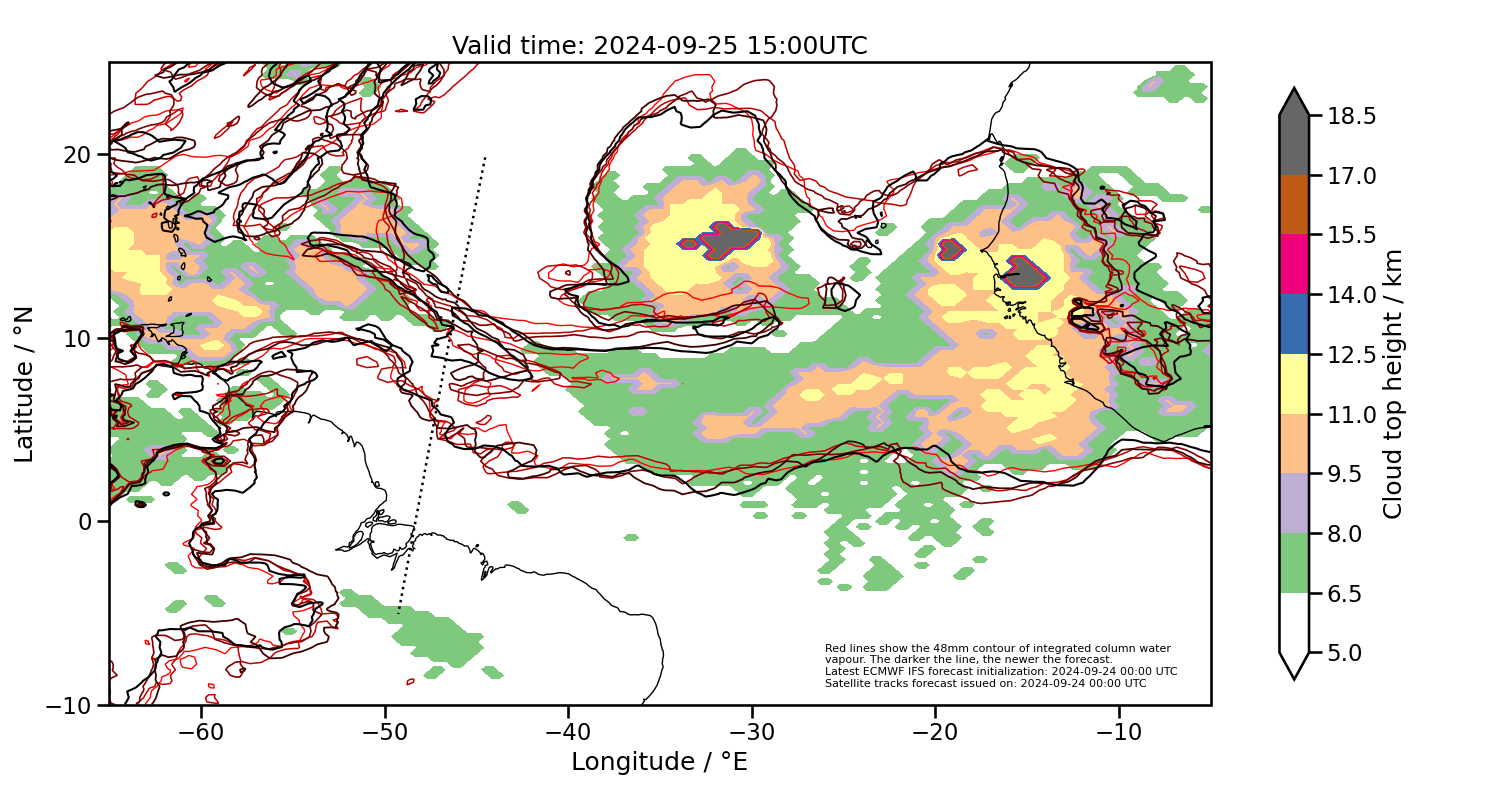 Valid time: 2024-09-25 15:00UTC
20
10
0
−10
Latitude / °N
−60
−50
−40
−30
−20
−10
Longitude / °E
Red lines show the 48mm contour of integrated column water
vapour. The darker the line, the newer the forecast.
Latest ECMWF IFS forecast initialization: 2024-09-24 00:00 UTC
Satellite tracks forecast issued on: 2024-09-24 00:00 UTC
18.5
17.0
15.5
14.0
12.5
11.0
9.5
8.0
6.5
5.0
Cloud top height / km